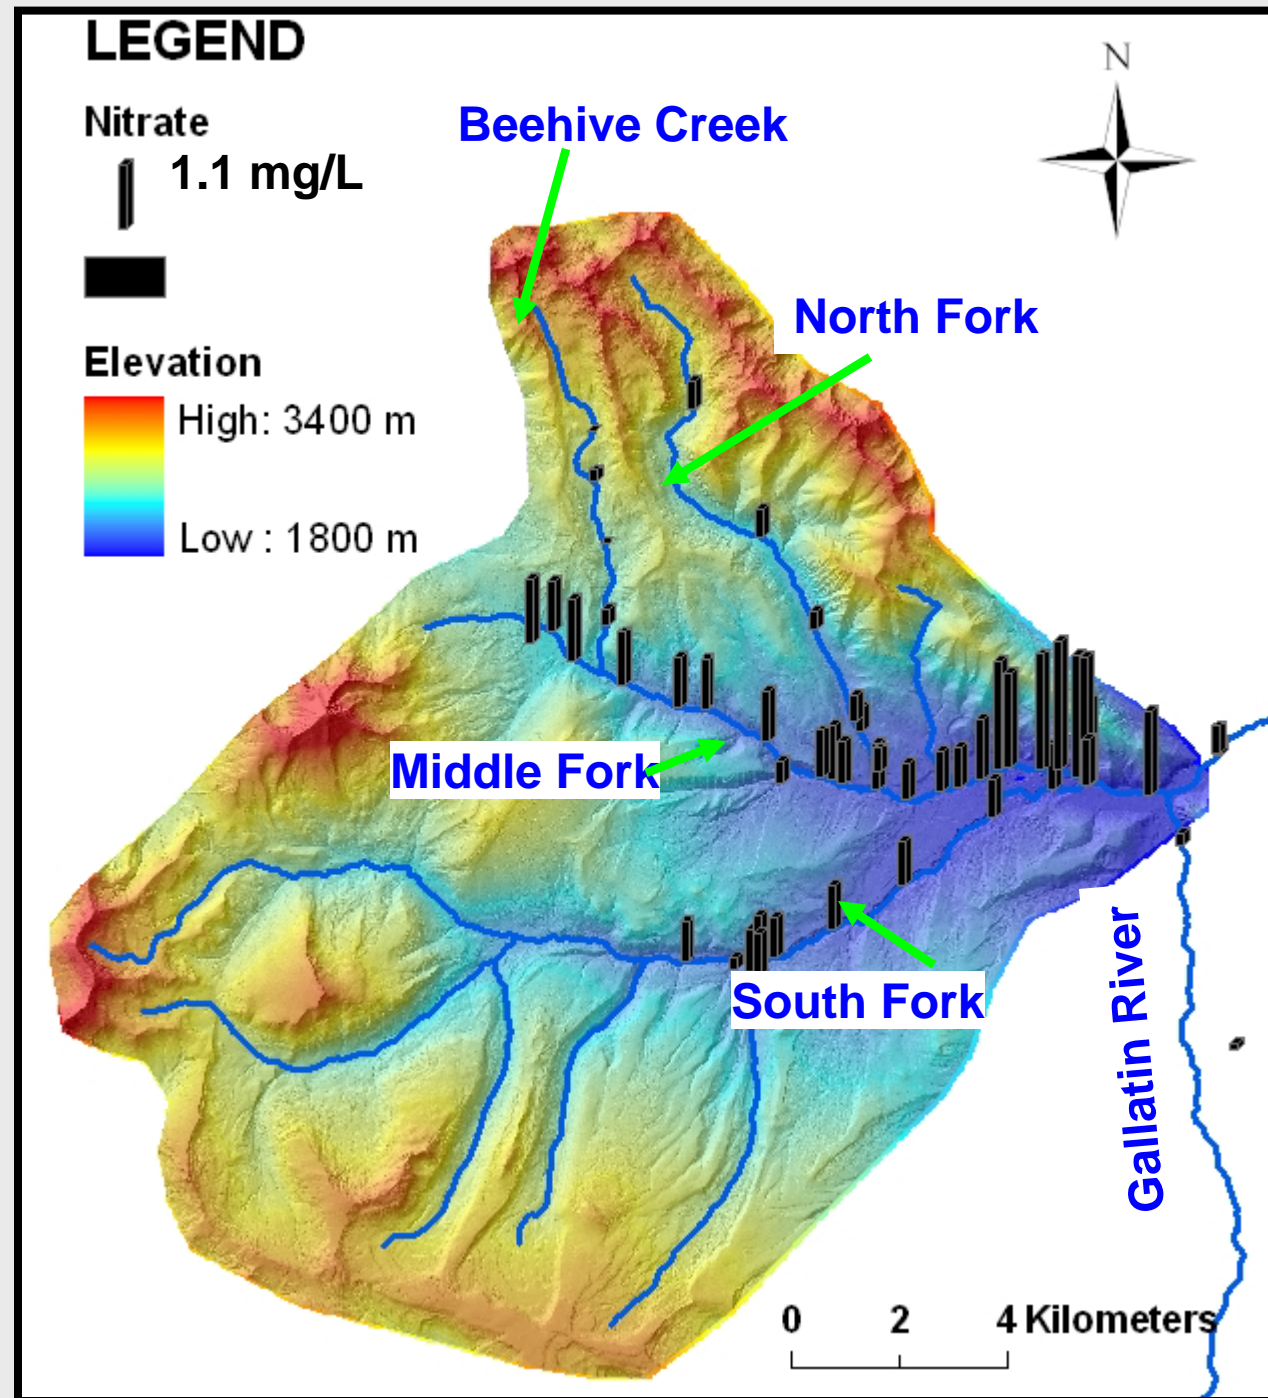 LEGEND
Nitrate
1.1 mg/L
Elevation
High: 3400 m
Low : 1800 m
N
Beehive Creek
North Fork
Middle Fork
South Fork
Gallatin River
0 2 4 Kilometers